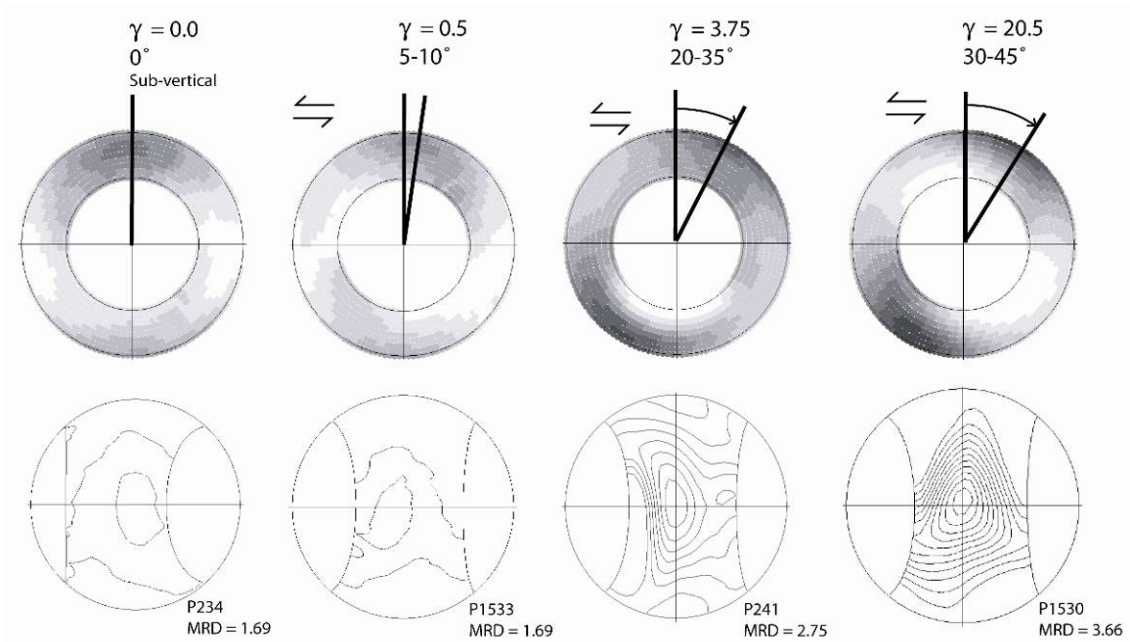 γ = 0.0
0°
Sub-vertical
γ = 0.5
5-10°
γ = 3.75
20-35°
γ = 20.5
30-45°
P234
MRD = 1.69
P1533
MRD = 1.69
P241
MRD = 2.75
P1530
MRD = 3.66